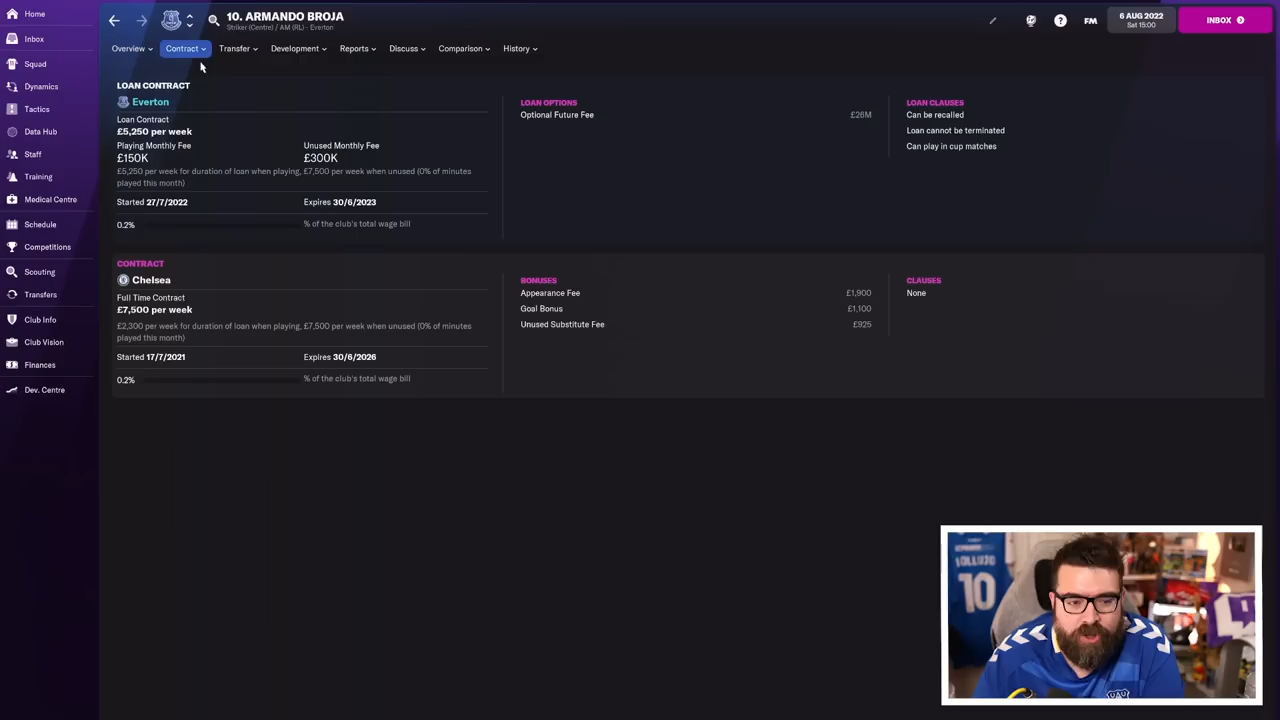 Home
Inbox
Squad
Dynamics
Tactics
Data Hub
Staff
Training
Medical Centre
Schedule
Competitions
Scouting
Transfers
Club Info
Club Vision
Finances
Dev. Centre
10. ARMANDO BROJA
Striker (Centre) / AM (RL) - Everton
?
FM
6 AUG 2022
Sat 15:00
INBOX
Overview
Contract
Transfer
Development
Reports
Discuss
Comparison
History
LOAN CONTRACT
Everton
Loan Contract
£5,250 per week
Playing Monthly Fee
£150K
Unused Monthly Fee
£300K
£5,250 per week for duration of loan when playing, £7,500 per week when unused (0% of minutes
played this month)
Started 27/7/2022
Expires 30/6/2023
0.2%
% of the club's total wage bill
LOAN OPTIONS
Optional Future Fee £26M
LOAN CLAUSES
Can be recalled
Loan cannot be terminated
Can play in cup matches
CONTRACT
Chelsea
Full Time Contract
£7,500 per week
£2,300 per week for duration of loan when playing, £7,500 per week when unused (0% of minutes
played this month)
Started 17/7/2021
Expires 30/6/2026
0.2%
% of the club's total wage bill
BONUSES
Appearance Fee £1,900
Goal Bonus £1,100
Unused Substitute Fee £925
CLAUSES
None
LOLLUJO
10